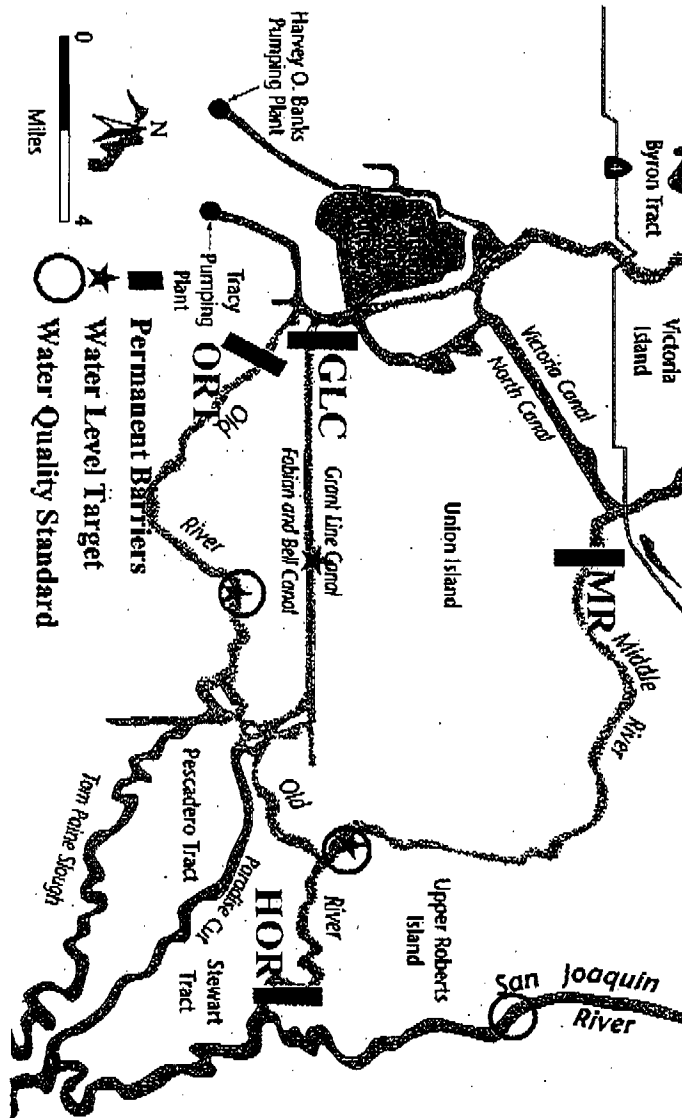 Harvey O. Banks
Pumping Plant
Byron Tract
Victoria
Island
Victoria Canal
North Canal
MR
Middle
River
Union Island
GLC
Grant Line Canal
Fabian and Bell Canal
Tracy
Pumping
Plant
ORT
Old
River
Old
River
Upper Roberts
Island
San Joaquin
River
HOR
Stewart
Tract
Paradise Cut
Pescadero Tract
Tom Paine Slough
N
0
4
Miles
Permanent Barriers
Water Level Target
Water Quality Standard